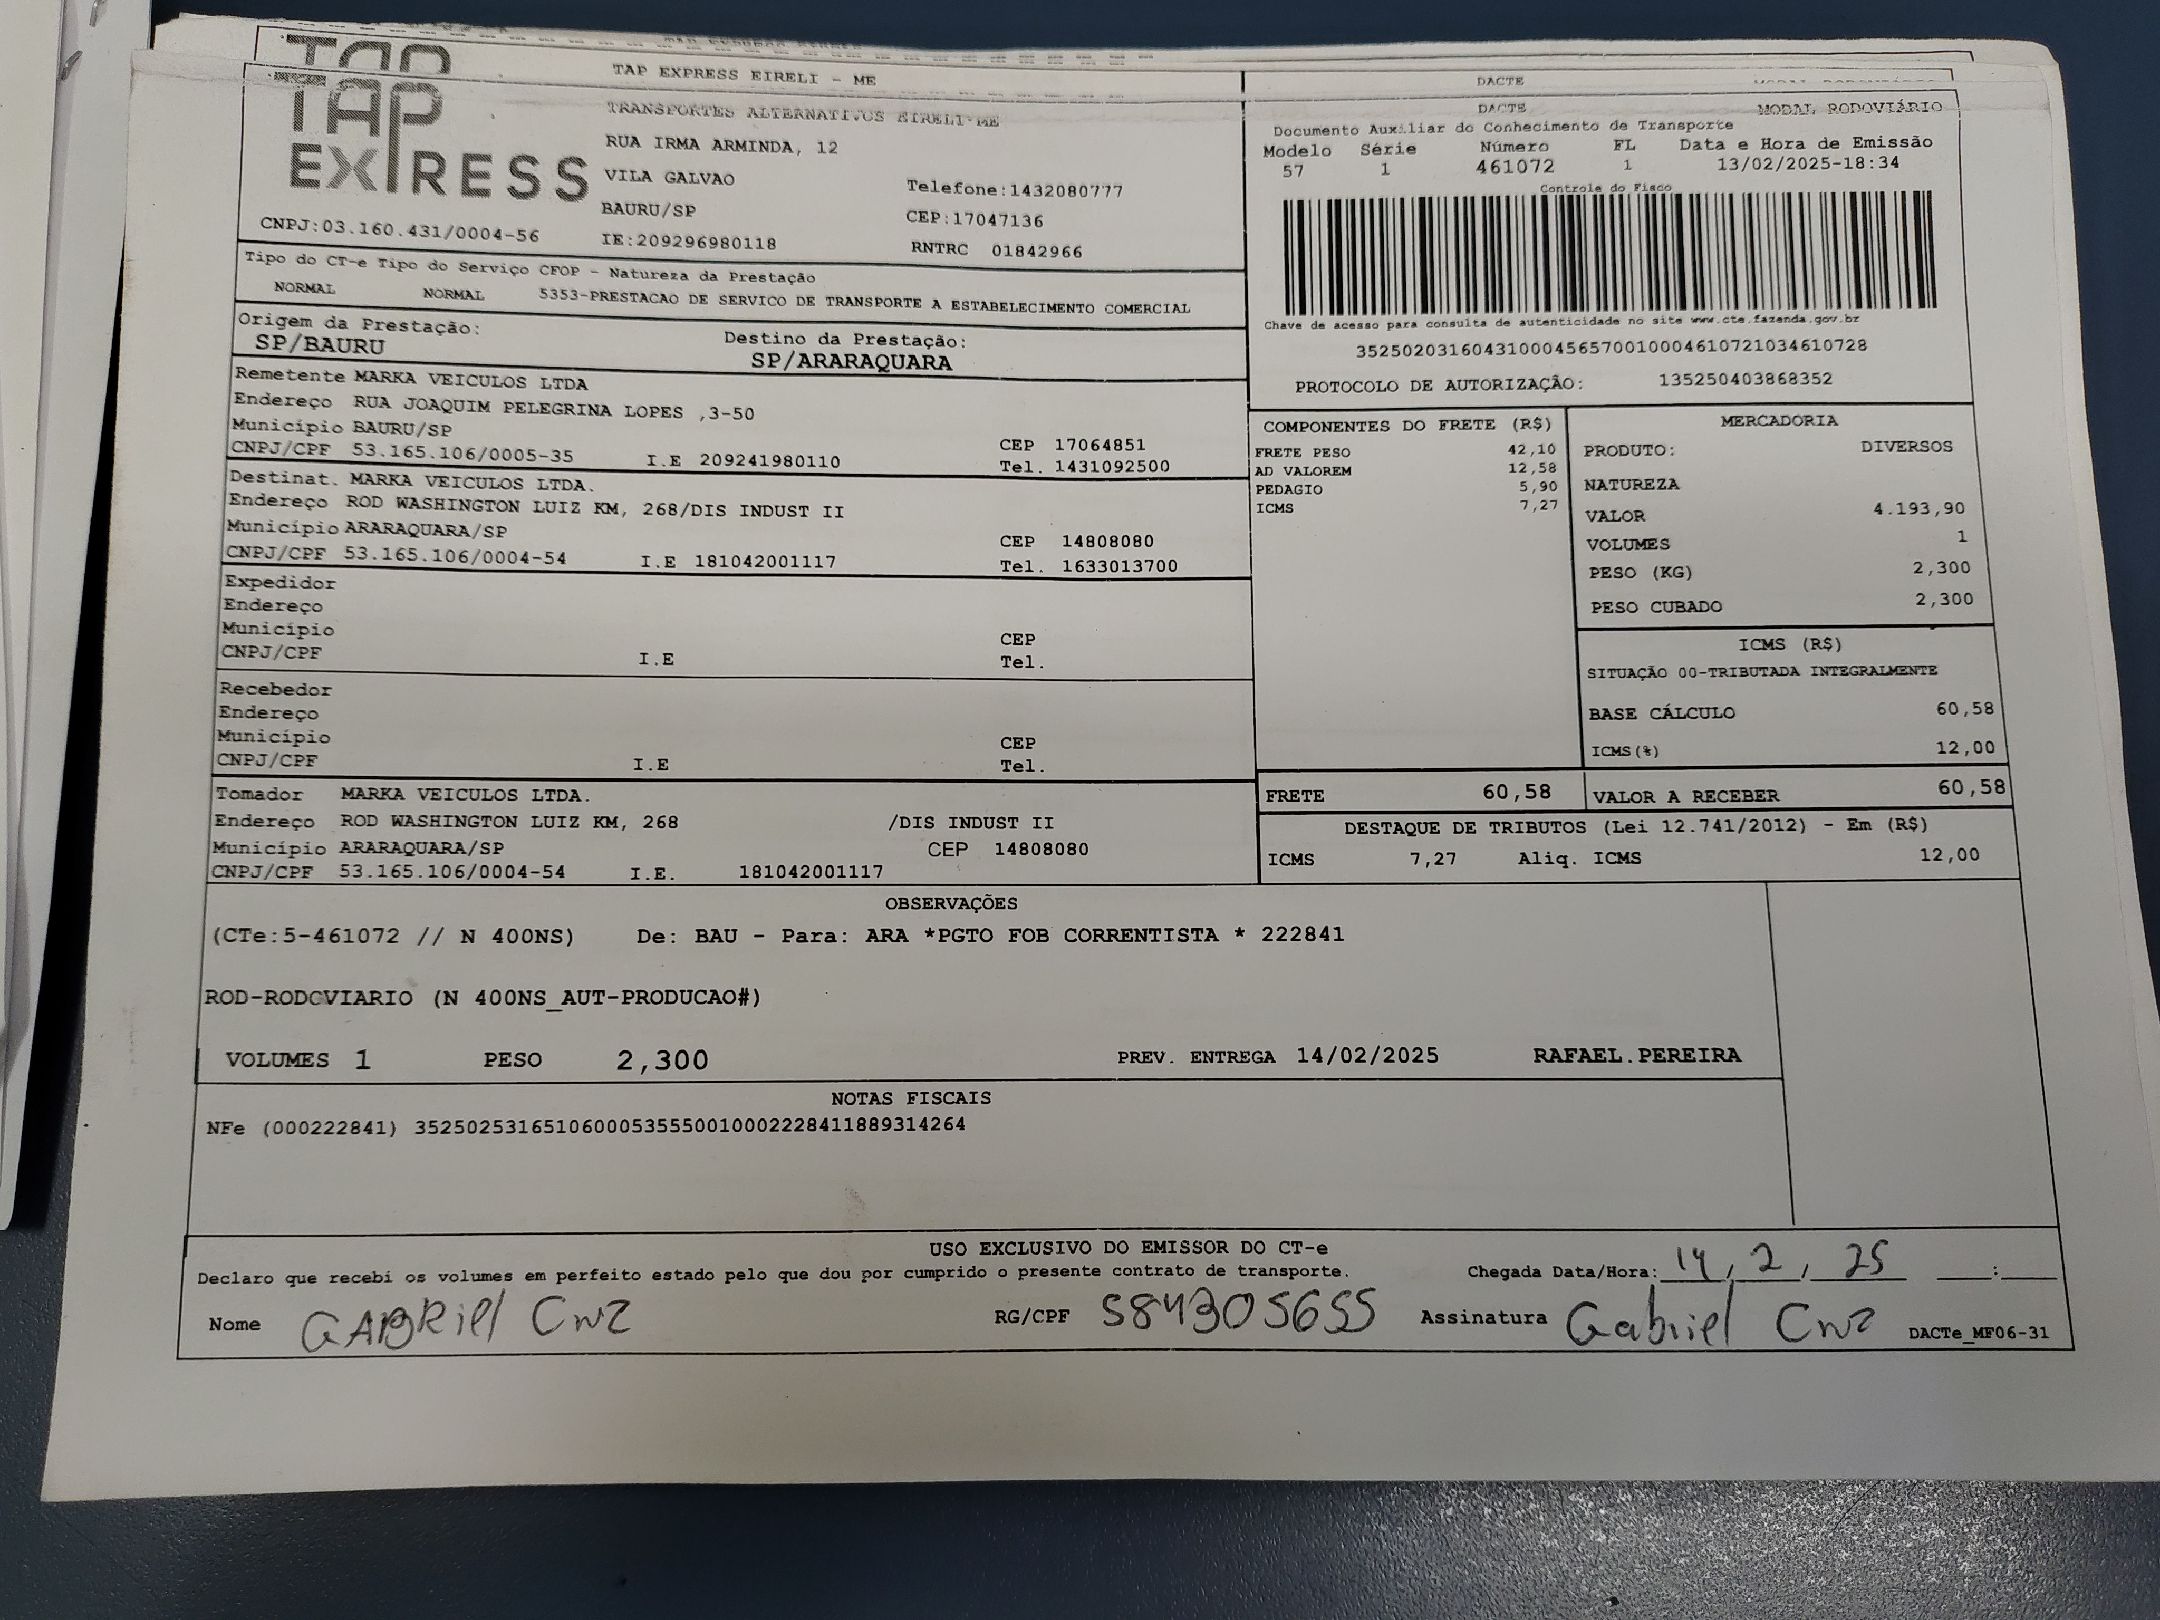 TAP EXPRESS EIRELI - ME
DACTE
TAP EXPRESS
TRANSPORTES ALTERNATIVOS EIRELI-ME
RUA IRMA ARMINDA, 12
VILA GALVAO
Telefone:1432080777
BAURU/SP
CEP:17047136
CNPJ:03.160.431/0004-56
IE:209296980118
RNTRC 01842966
DACTE
MODAL RODOVIÁRIO
Documento Auxiliar do Conhecimento de Transporte
Modelo Série Número FL Data e Hora de Emissão
57 1 461072 1 13/02/2025-18:34
Controle do Fisco
Chave de acesso para consulta de autenticidade no site www.cte.fazenda.gov.br
35250203160431000456570010004610721034610728
PROTOCOLO DE AUTORIZAÇÃO: 135250403868352
Tipo do CT-e Tipo do Serviço CFOP - Natureza da Prestação
NORMAL NORMAL 5353-PRESTACAO DE SERVICO DE TRANSPORTE A ESTABELECIMENTO COMERCIAL
Origem da Prestação: Destino da Prestação:
SP/BAURU SP/ARARAQUARA
Remetente MARKA VEICULOS LTDA
Endereço RUA JOAQUIM PELEGRINA LOPES ,3-50
Município BAURU/SP CEP 17064851
CNPJ/CPF 53.165.106/0005-35 I.E 209241980110 Tel. 1431092500
Destinat. MARKA VEICULOS LTDA.
Endereço ROD WASHINGTON LUIZ KM, 268/DIS INDUST II
Município ARARAQUARA/SP CEP 14808080
CNPJ/CPF 53.165.106/0004-54 I.E 181042001117 Tel. 1633013700
Expedidor
Endereço
Município CEP
CNPJ/CPF I.E Tel.
Recebedor
Endereço
Município CEP
CNPJ/CPF I.E Tel.
Tomador MARKA VEICULOS LTDA.
Endereço ROD WASHINGTON LUIZ KM, 268 /DIS INDUST II
Município ARARAQUARA/SP CEP 14808080
CNPJ/CPF 53.165.106/0004-54 I.E. 181042001117
COMPONENTES DO FRETE (R$)
FRETE PESO 42,10
AD VALOREM 12,58
PEDAGIO 5,90
ICMS 7,27
MERCADORIA
PRODUTO: DIVERSOS
NATUREZA
VALOR 4.193,90
VOLUMES 1
PESO (KG) 2,300
PESO CUBADO 2,300
ICMS (R$)
SITUAÇÃO 00-TRIBUTADA INTEGRALMENTE
BASE CÁLCULO 60,58
ICMS(%) 12,00
FRETE 60,58 VALOR A RECEBER 60,58
DESTAQUE DE TRIBUTOS (Lei 12.741/2012) - Em (R$)
ICMS 7,27 Aliq. ICMS 12,00
OBSERVAÇÕES
(CTe:5-461072 // N 400NS) De: BAU - Para: ARA *PGTO FOB CORRENTISTA * 222841
ROD-RODOVIARIO (N 400NS_AUT-PRODUCAO#)
VOLUMES 1 PESO 2,300 PREV. ENTREGA 14/02/2025 RAFAEL.PEREIRA
NOTAS FISCAIS
NFe (000222841) 35250253165106000535550010002228411889314264
USO EXCLUSIVO DO EMISSOR DO CT-e
Declaro que recebi os volumes em perfeito estado pelo que dou por cumprido o presente contrato de transporte. Chegada Data/Hora: 14, 2, 25 :
Nome GABRiel Cruz RG/CPF 584305655 Assinatura Gabriel Cruz DACTe_MF06-31